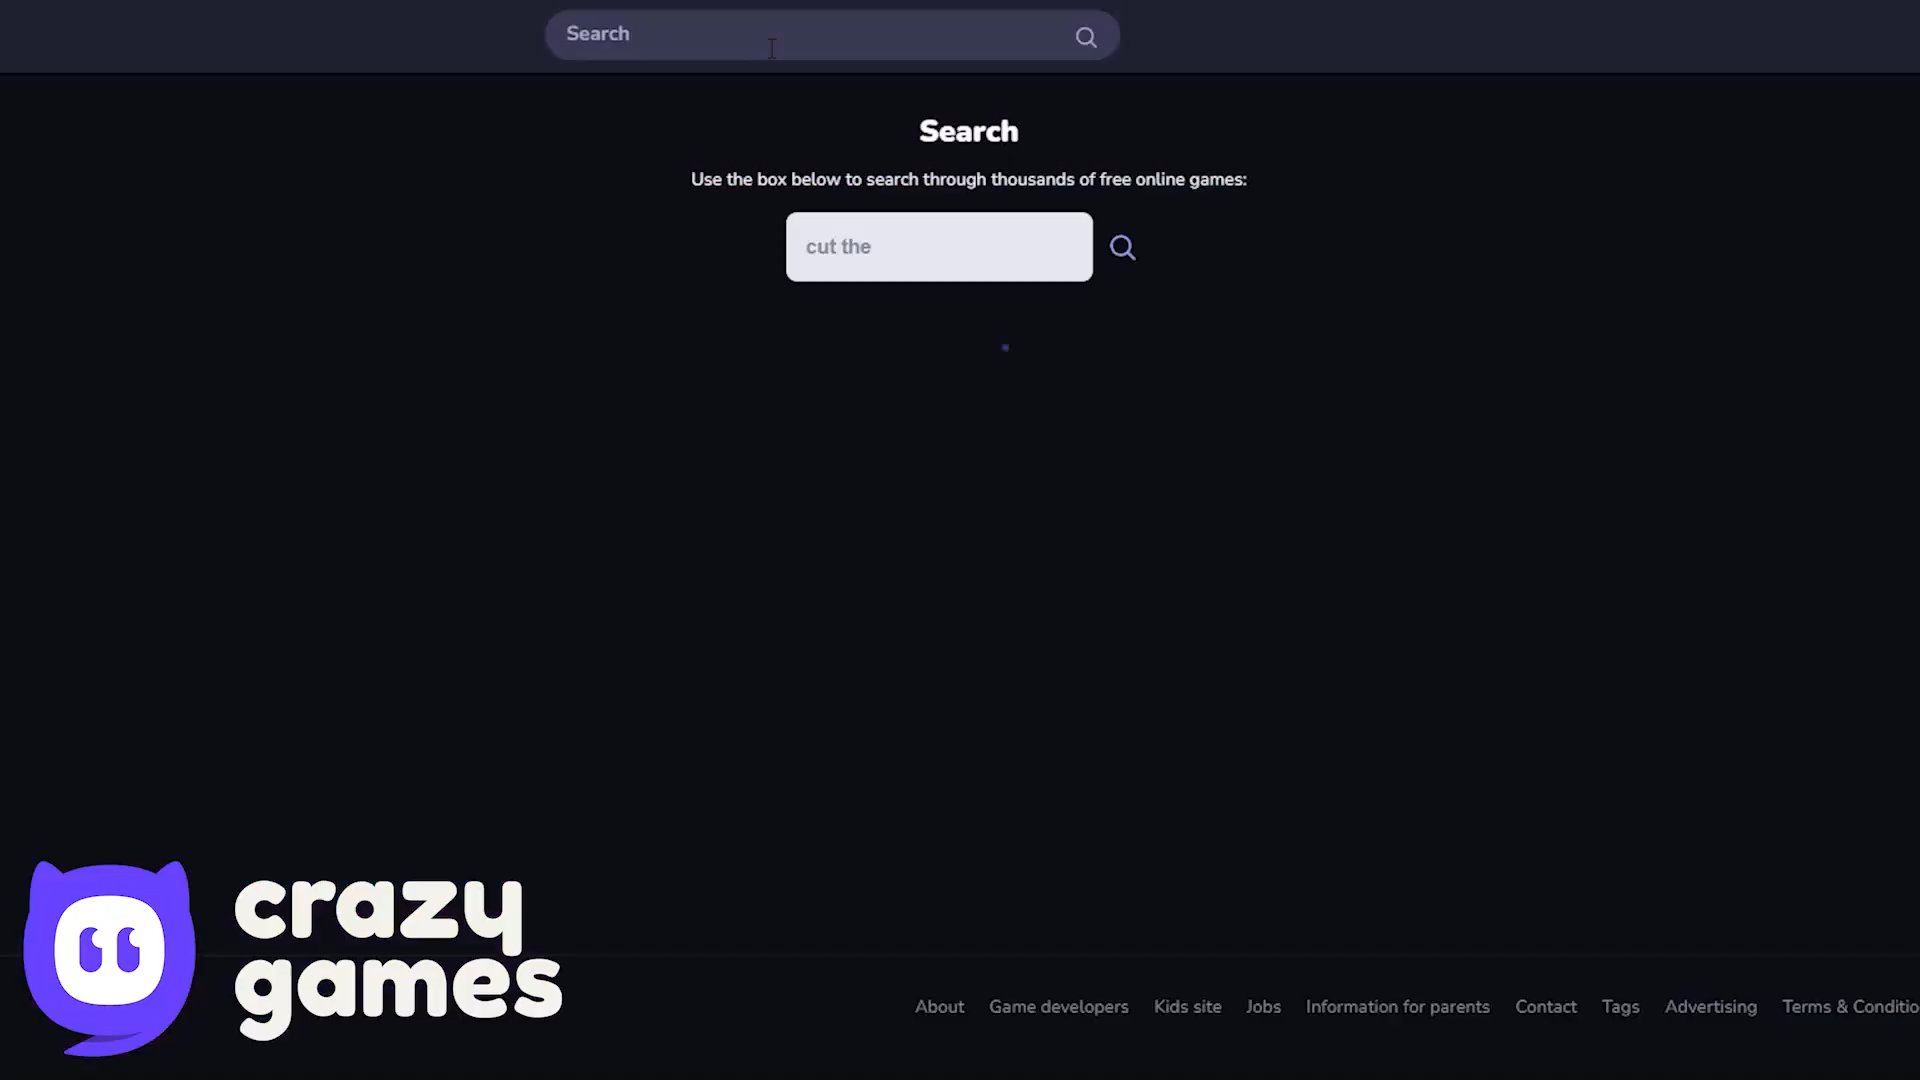 Search
Search
Use the box below to search through thousands of free online games:
cut the
crazy
games
About Game developers Kids site Jobs Information for parents Contact Tags Advertising Terms & Conditio